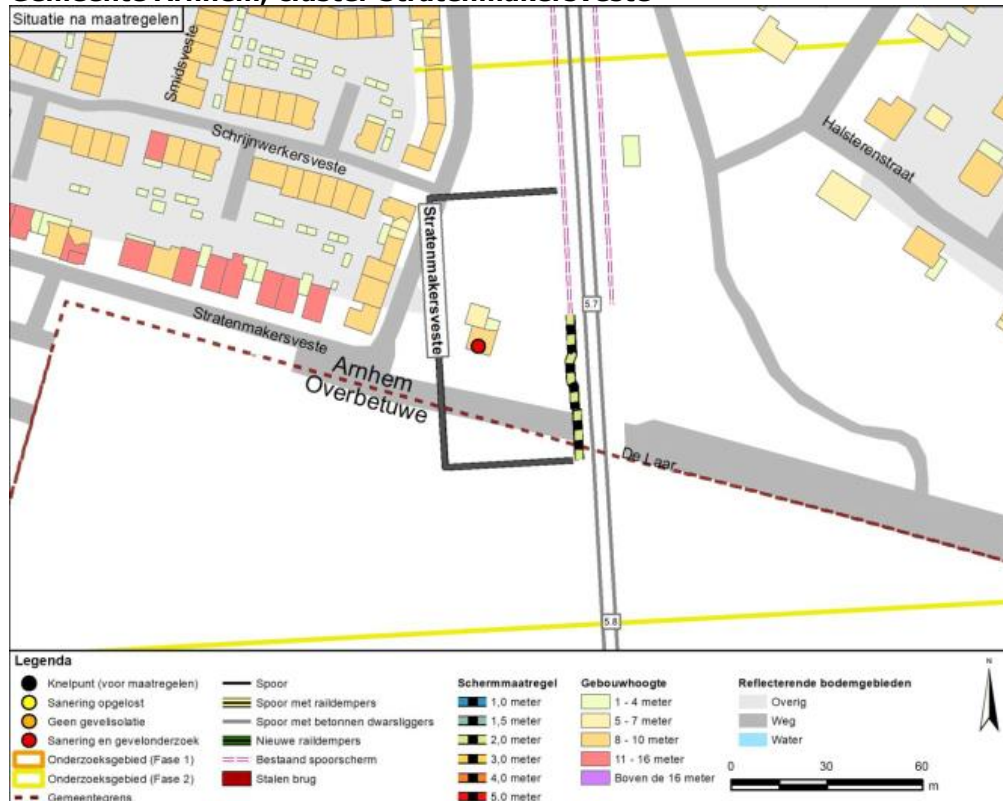 Gemeente Arnhem, cluster Stratenmakersveste
Situatie na maatregelen
Smidsveste
Schrijnwerkersveste
Halsterenstraat
Stratenmakersveste
5.7
Stratenmakersveste
Arnhem
Overbetuwe
De Laar
5.8
Legenda
Knelpunt (voor maatregelen)
Sanering opgelost
Geen gevelisolatie
Sanering en gevelonderzoek
Onderzoeksgebied (Fase 1)
Onderzoeksgebied (Fase 2)
Gemeentegrens
Spoor
Spoor met raildempers
Spoor met betonnen dwarsliggers
Nieuwe raildempers
Bestaand spoorscherm
Stalen brug
Schermmaatregel
1,0 meter
1,5 meter
2,0 meter
3,0 meter
4,0 meter
5,0 meter
Gebouwhoogte
1 - 4 meter
5 - 7 meter
8 - 10 meter
11 - 16 meter
Boven de 16 meter
Reflecterende bodemgebieden
Overig
Weg
Water
N
0 30 60
m